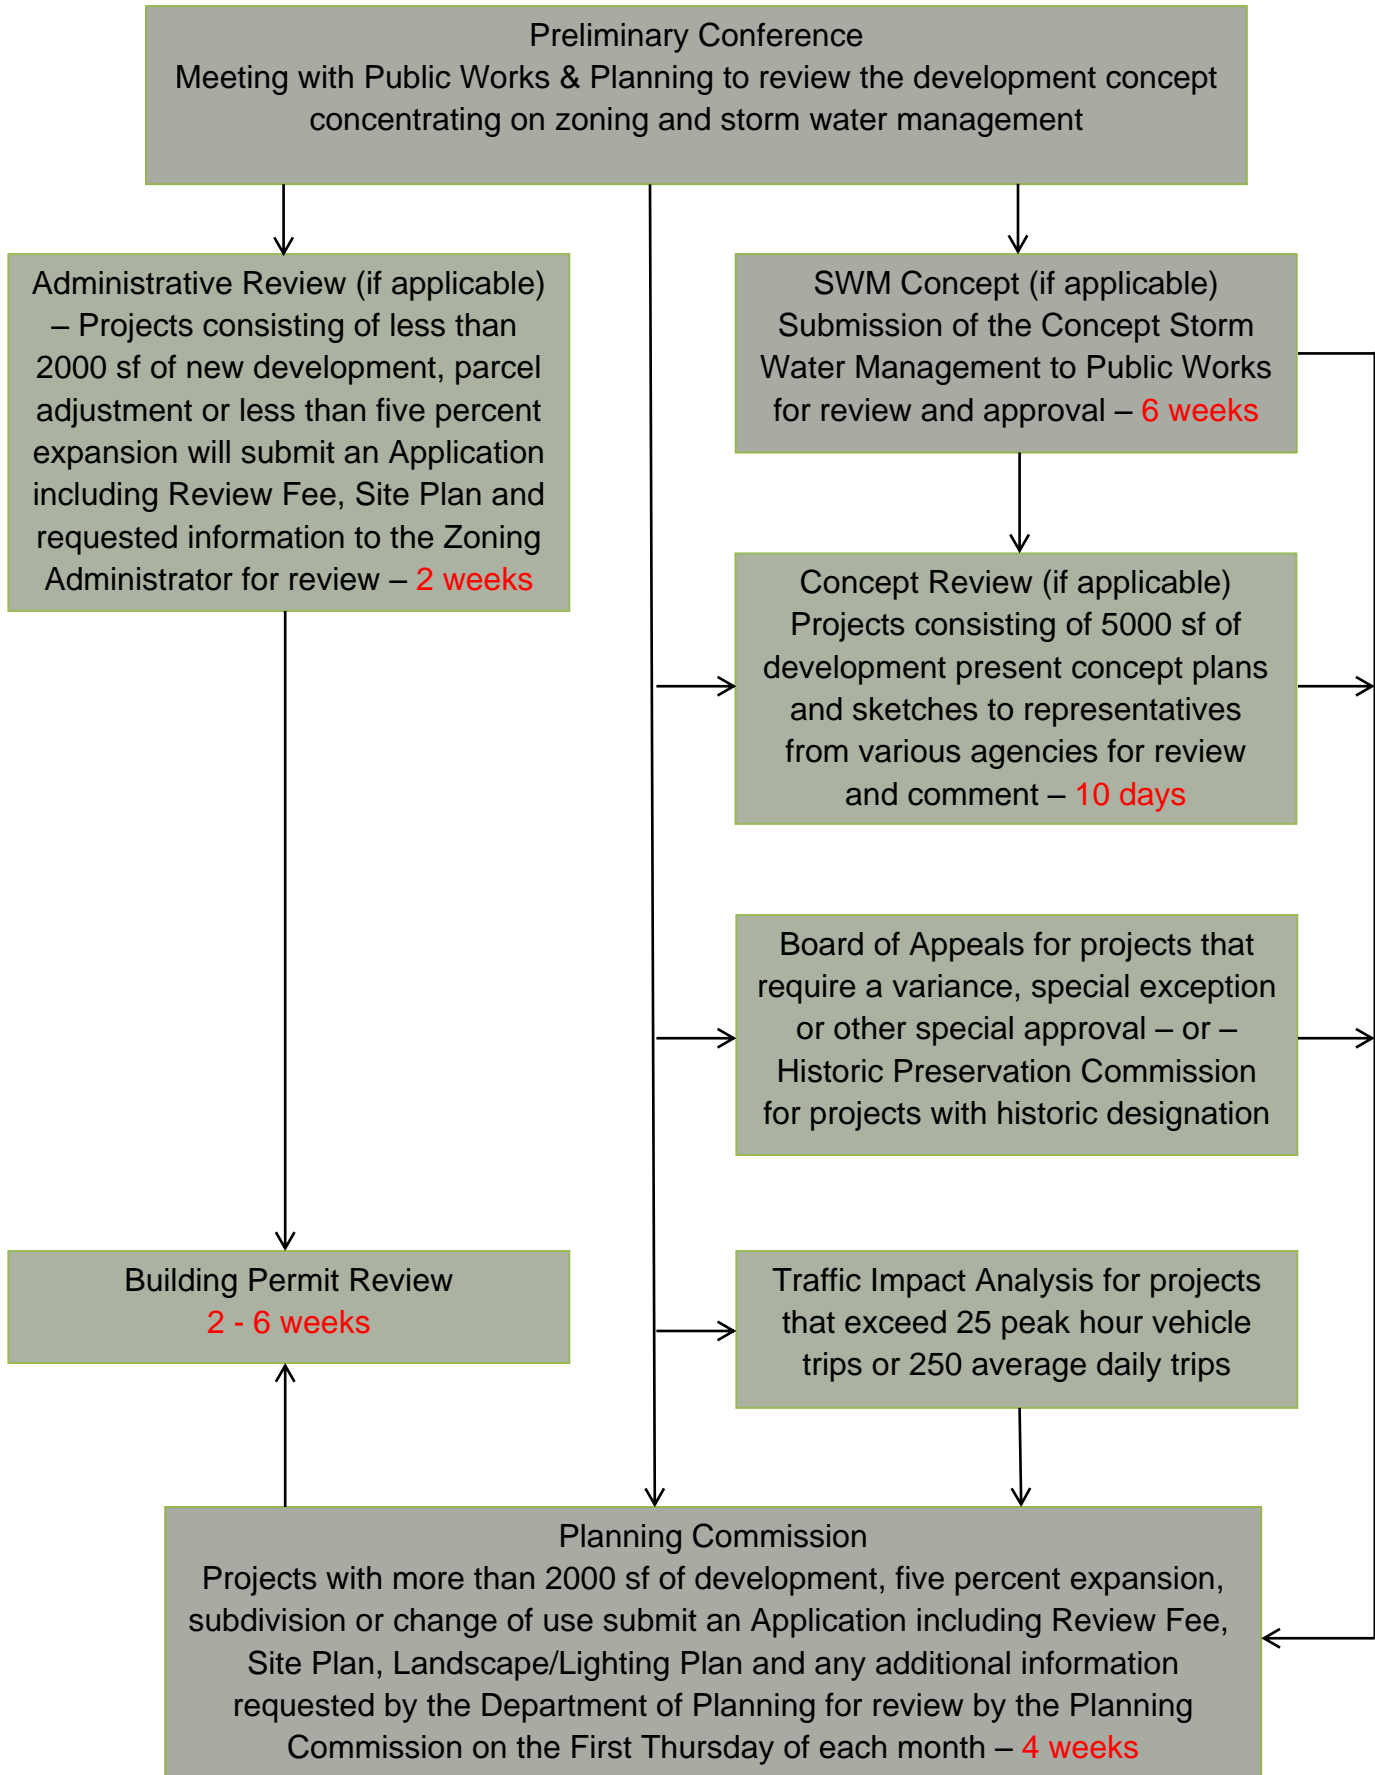 Preliminary Conference
Meeting with Public Works & Planning to review the development concept
concentrating on zoning and storm water management
Administrative Review (if applicable)
– Projects consisting of less than
2000 sf of new development, parcel
adjustment or less than five percent
expansion will submit an Application
including Review Fee, Site Plan and
requested information to the Zoning
Administrator for review – 2 weeks
SWM Concept (if applicable)
Submission of the Concept Storm
Water Management to Public Works
for review and approval – 6 weeks
Concept Review (if applicable)
Projects consisting of 5000 sf of
development present concept plans
and sketches to representatives
from various agencies for review
and comment – 10 days
Board of Appeals for projects that
require a variance, special exception
or other special approval – or –
Historic Preservation Commission
for projects with historic designation
Building Permit Review
2 - 6 weeks
Traffic Impact Analysis for projects
that exceed 25 peak hour vehicle
trips or 250 average daily trips
Planning Commission
Projects with more than 2000 sf of development, five percent expansion,
subdivision or change of use submit an Application including Review Fee,
Site Plan, Landscape/Lighting Plan and any additional information
requested by the Department of Planning for review by the Planning
Commission on the First Thursday of each month – 4 weeks